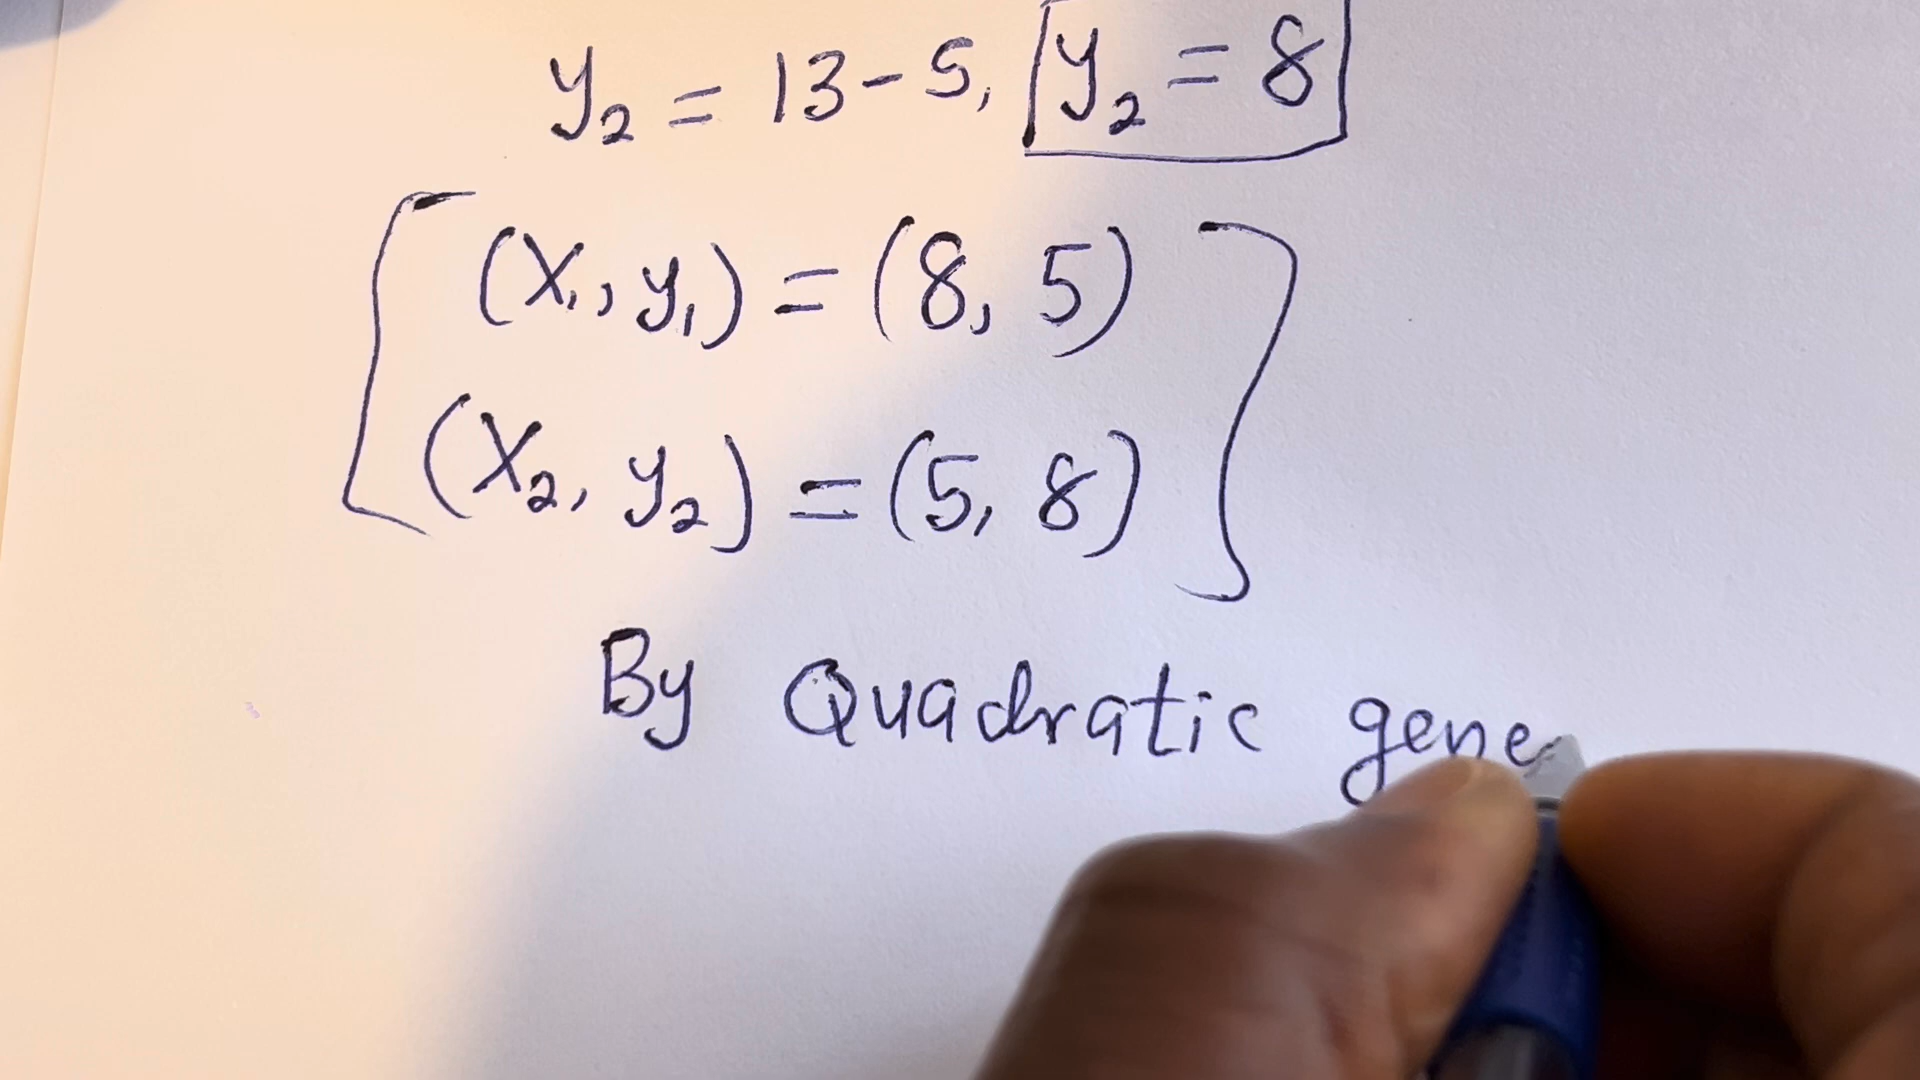 y₂ = 13 - 5, y₂ = 8
(x₁, y₁) = (8, 5)
(x₂, y₂) = (5, 8)
By Quadratic gene